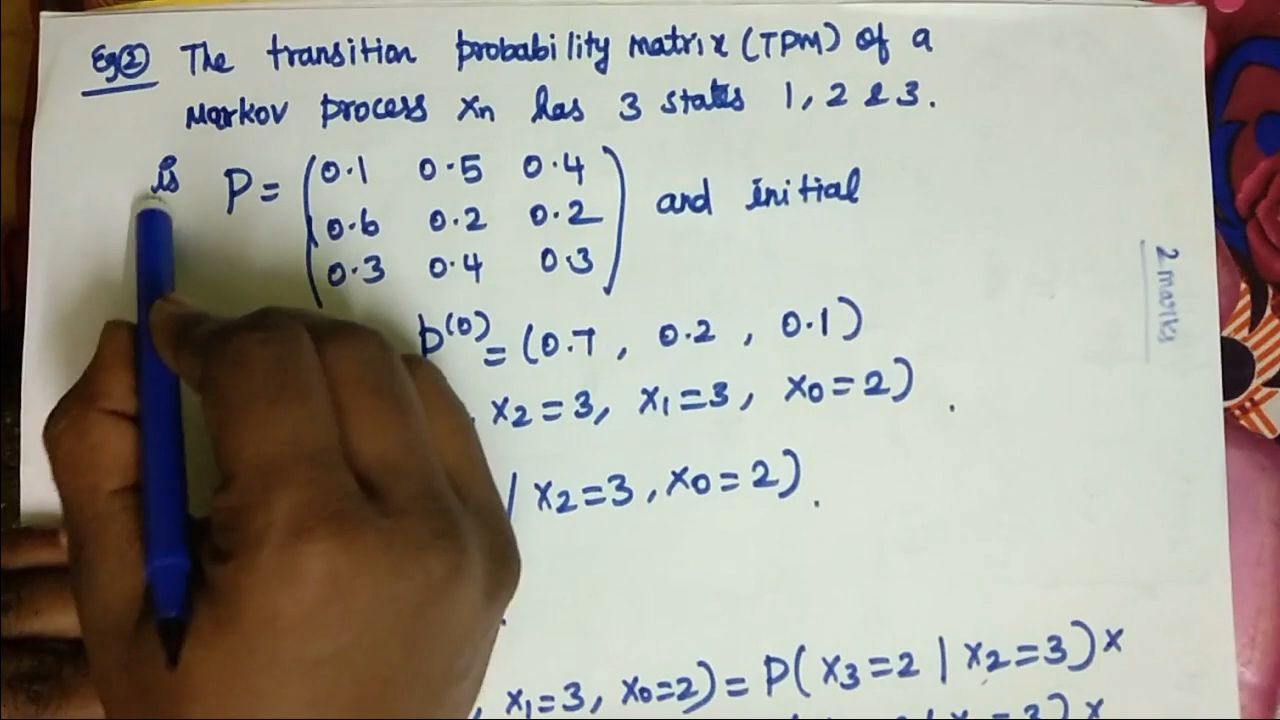 Eg② The transition probability matrix (TPM) of a
Markov process Xn has 3 states 1, 2 & 3.
is P = (0.1 0.5 0.4
0.6 0.2 0.2
0.3 0.4 0.3) and initial
p(0) = (0.7, 0.2, 0.1)
, X2=3, X1=3, X0=2).
| X2=3, X0=2).
, X1=3, X0=2) = P(X3=2 | X2=3) x
=3) x
2 marks